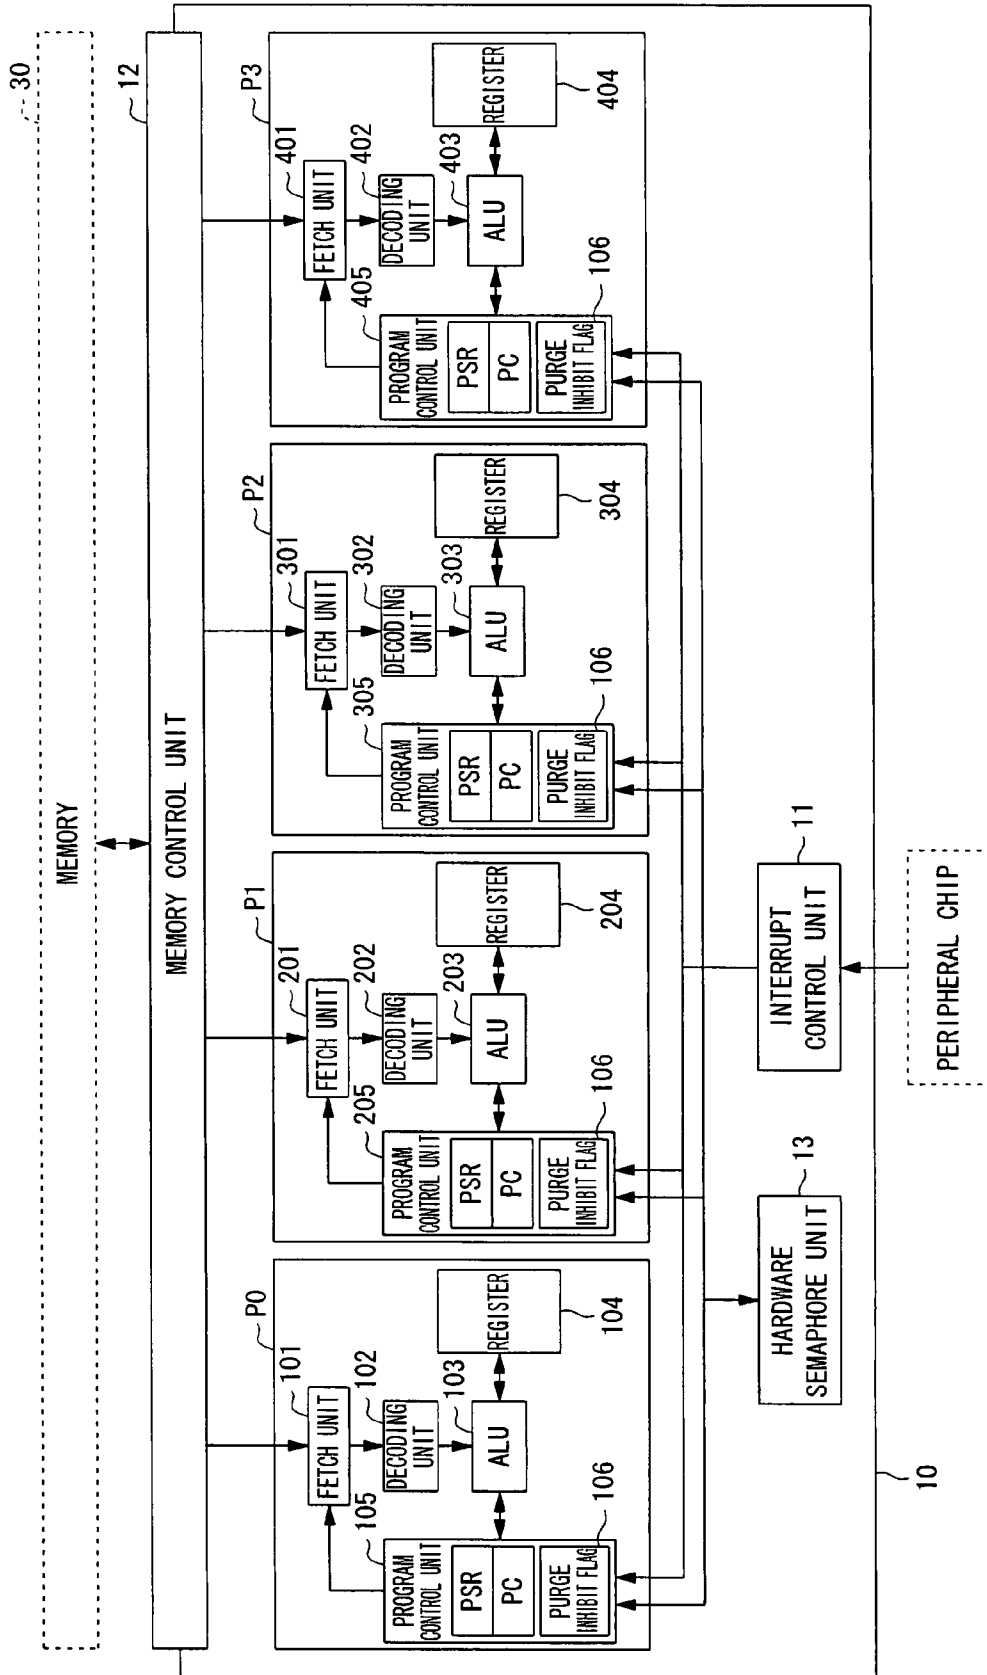 30
MEMORY
12
MEMORY CONTROL UNIT
P0
101
FETCH UNIT
102
DECODING
UNIT
103
ALU
REGISTER
104
105
PROGRAM
CONTROL UNIT
PSR
PC
PURGE
INHIBIT FLAG
106
P1
201
FETCH UNIT
202
DECODING
UNIT
203
ALU
REGISTER
204
205
PROGRAM
CONTROL UNIT
PSR
PC
PURGE
INHIBIT FLAG
106
P2
301
FETCH UNIT
302
DECODING
UNIT
303
ALU
REGISTER
304
305
PROGRAM
CONTROL UNIT
PSR
PC
PURGE
INHIBIT FLAG
106
P3
401
FETCH UNIT
402
DECODING
UNIT
403
ALU
REGISTER
404
405
PROGRAM
CONTROL UNIT
PSR
PC
PURGE
INHIBIT FLAG
106
13
HARDWARE
SEMAPHORE UNIT
11
INTERRUPT
CONTROL UNIT
10
PERIPHERAL CHIP